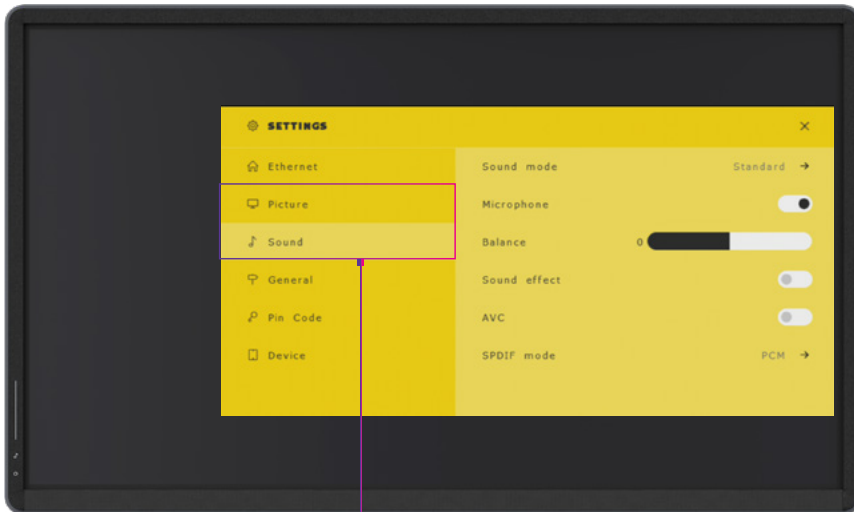 SETTINGS
Ethernet
Picture
Sound
General
Pin Code
Device
Sound mode Standard
Microphone
Balance 0
Sound effect
AVC
SPDIF mode PCM